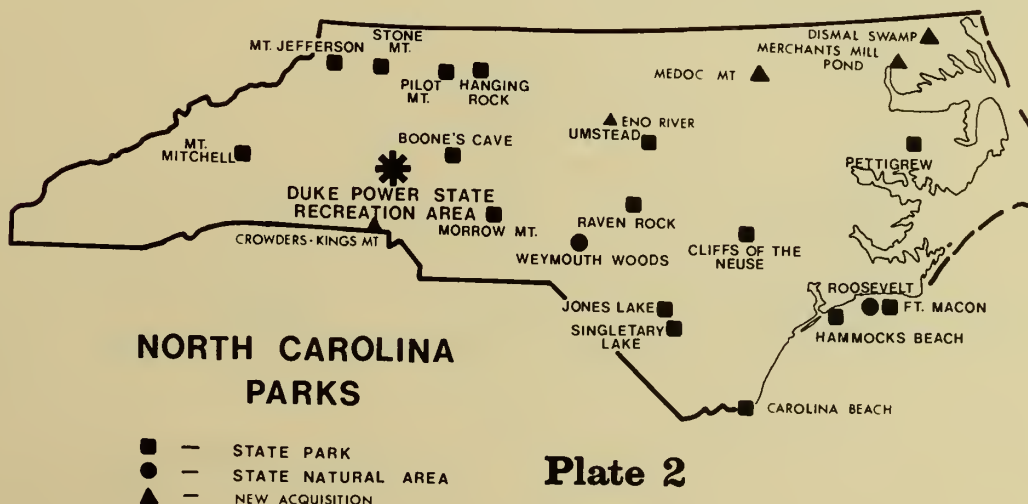 DISMAL SWAMP
MERCHANTS MILL
POND
STONE
MT.
MT. JEFFERSON
PILOT
MT.
HANGING
ROCK
MEDOC MT
ENO RIVER
UMSTEAD
BOONE'S CAVE
MT.
MITCHELL
PETTIGREW
DUKE POWER STATE
RECREATION AREA
CROWDERS·KINGS MT
MORROW MT.
RAVEN ROCK
WEYMOUTH WOODS
CLIFFS OF THE
NEUSE
ROOSEVELT
FT. MACON
HAMMOCKS BEACH
JONES LAKE
SINGLETARY
LAKE
CAROLINA BEACH
NORTH CAROLINA
PARKS
— STATE PARK
— STATE NATURAL AREA
— NEW ACQUISITION
Plate 2